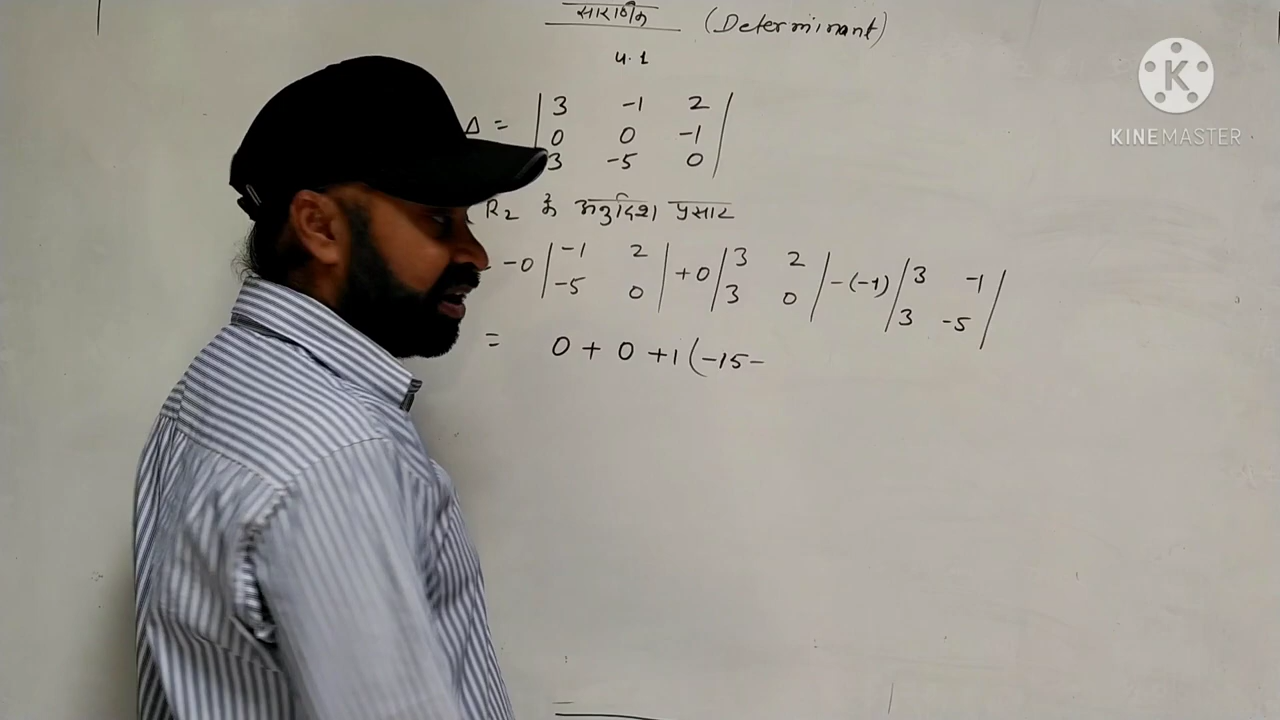 सारणिक (Determinant)
4.1
Δ = | 3 -1 2 |
| 0 0 -1 |
| 3 -5 0 |
R2 के अनुदिश प्रसार
-0 | -1 2 | +0 | 3 2 | -(-1) | 3 -1 |
| -5 0 | | 3 0 | | 3 -5 |
= 0 + 0 +1(-15-
K
KINEMASTER